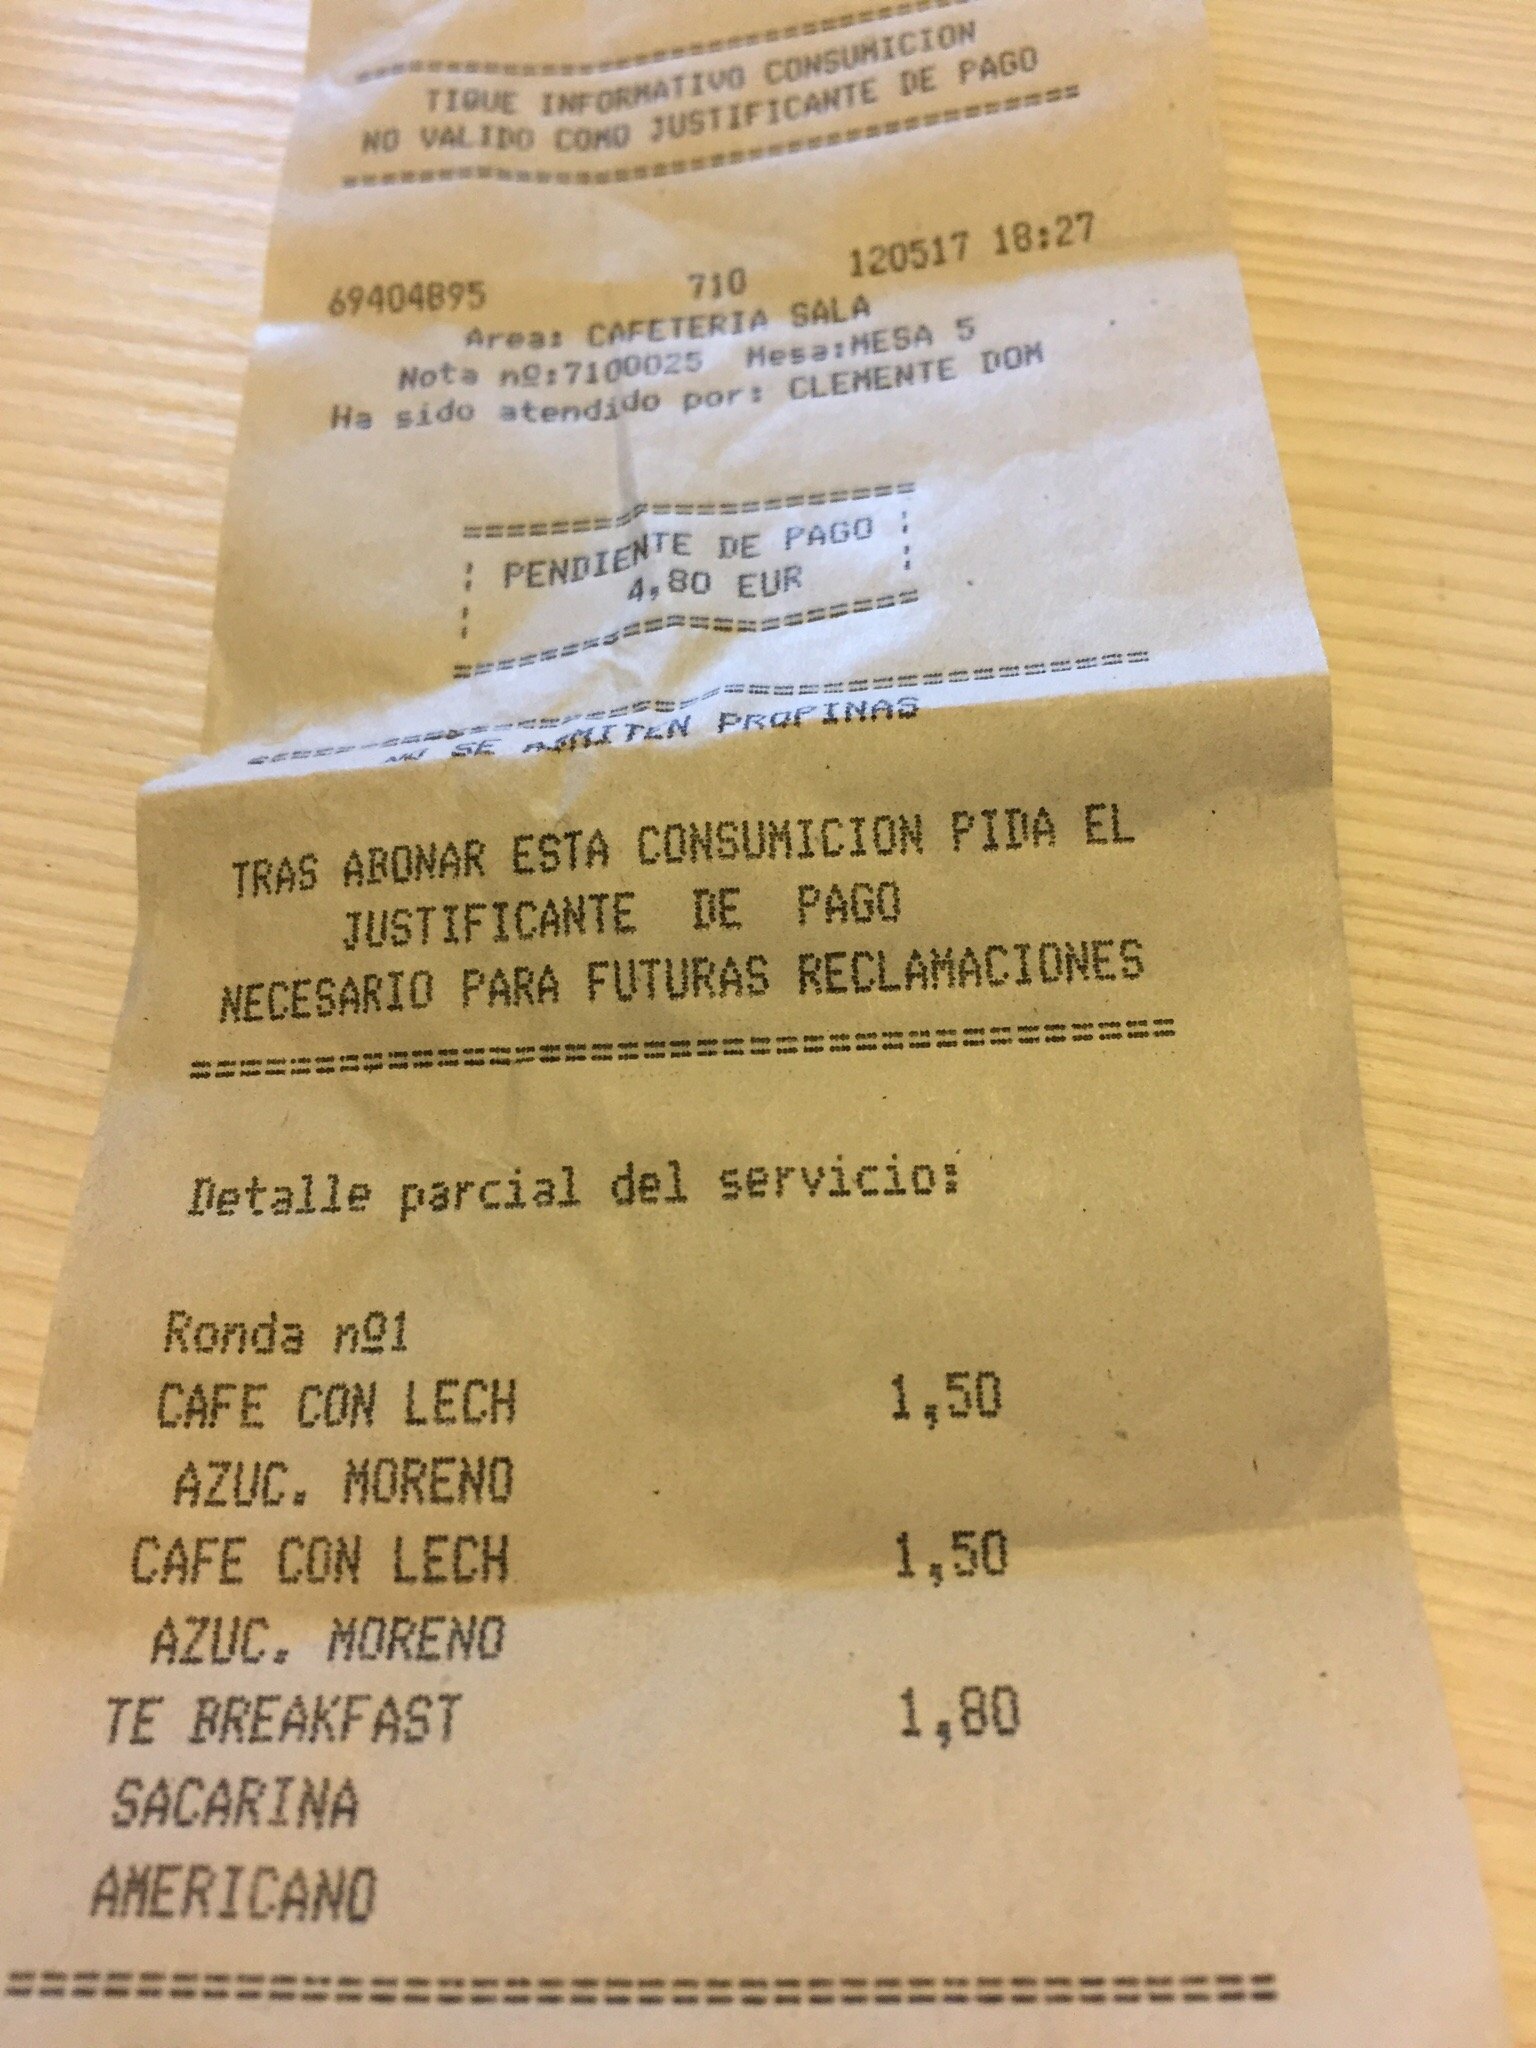 ==============================
TIQUE INFORMATIVO CONSUMICION
NO VALIDO COMO JUSTIFICANTE DE PAGO
======================================
69404895 710 120517 18:27
Area: CAFETERIA SALA
Nota nº:7100025 Mesa:MESA 5
Ha sido atendido por: CLEMENTE DOM
=====================
¦ PENDIENTE DE PAGO ¦
¦ 4,80 EUR ¦
=====================
======================================
NO SE ADMITEN PROPINAS
TRAS ABONAR ESTA CONSUMICION PIDA EL
JUSTIFICANTE DE PAGO
NECESARIO PARA FUTURAS RECLAMACIONES
======================================
Detalle parcial del servicio:
Ronda nº1
CAFE CON LECH 1,50
AZUC. MORENO
CAFE CON LECH 1,50
AZUC. MORENO
TE BREAKFAST 1,80
SACARINA
AMERICANO
======================================